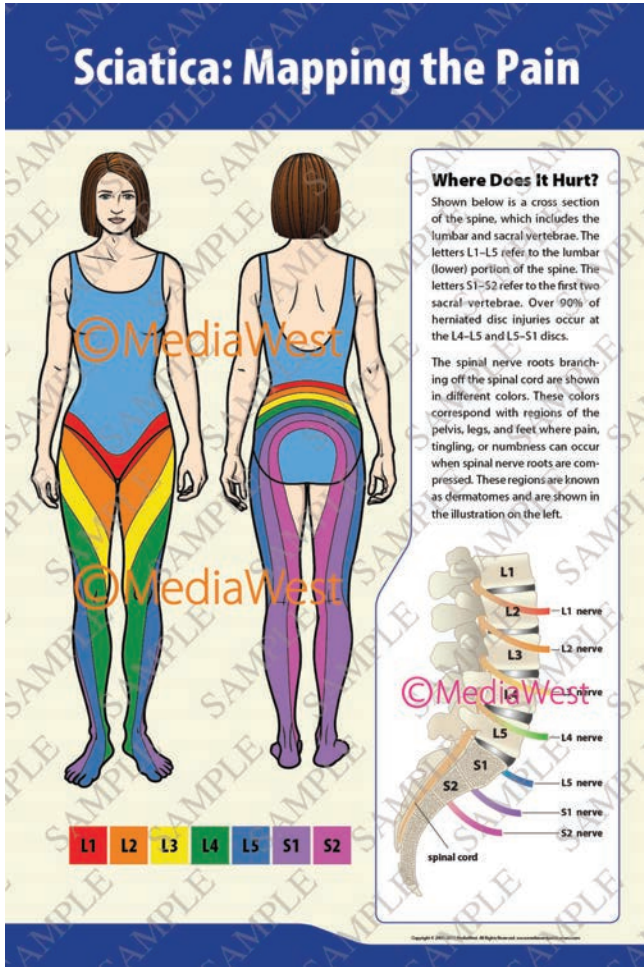 Sciatica: Mapping the Pain
Where Does It Hurt?
Shown below is a cross section
of the spine, which includes the
lumbar and sacral vertebrae. The
letters L1–L5 refer to the lumbar
(lower) portion of the spine. The
letters S1–S2 refer to the first two
sacral vertebrae. Over 90% of
herniated disc injuries occur at
the L4–L5 and L5–S1 discs.
The spinal nerve roots branch-
ing off the spinal cord are shown
in different colors. These colors
correspond with regions of the
pelvis, legs, and feet where pain,
tingling, or numbness can occur
when spinal nerve roots are com-
pressed. These regions are known
as dermatomes and are shown in
the illustration on the left.
©MediaWest
©MediaWest
L1
L2
L3
L4
L5
S1
S2
L1 nerve
L2 nerve
L3 nerve
L4 nerve
L5 nerve
S1 nerve
S2 nerve
©MediaWest
spinal cord
L1 L2 L3 L4 L5 S1 S2
SAMPLE